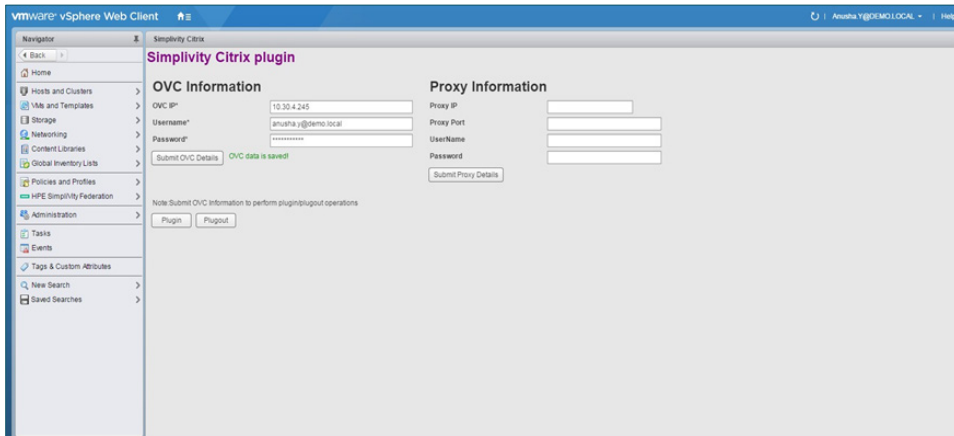 vmware® vSphere Web Client
Anusha.Y@DEMO.LOCAL
Help
Navigator
Simplivity Citrix
Back
Home
Hosts and Clusters
VMs and Templates
Storage
Networking
Content Libraries
Global Inventory Lists
Policies and Profiles
HPE SimpliVity Federation
Administration
Tasks
Events
Tags & Custom Attributes
New Search
Saved Searches
Simplivity Citrix plugin
OVC Information
OVC IP*
10.30.4.245
Username*
anusha.y@demo.local
Password*
***********
Submit OVC Details
OVC data is saved!
Note:Submit OVC Information to perform plugin/plugout operations
Plugin
Plugout
Proxy Information
Proxy IP
Proxy Port
UserName
Password
Submit Proxy Details